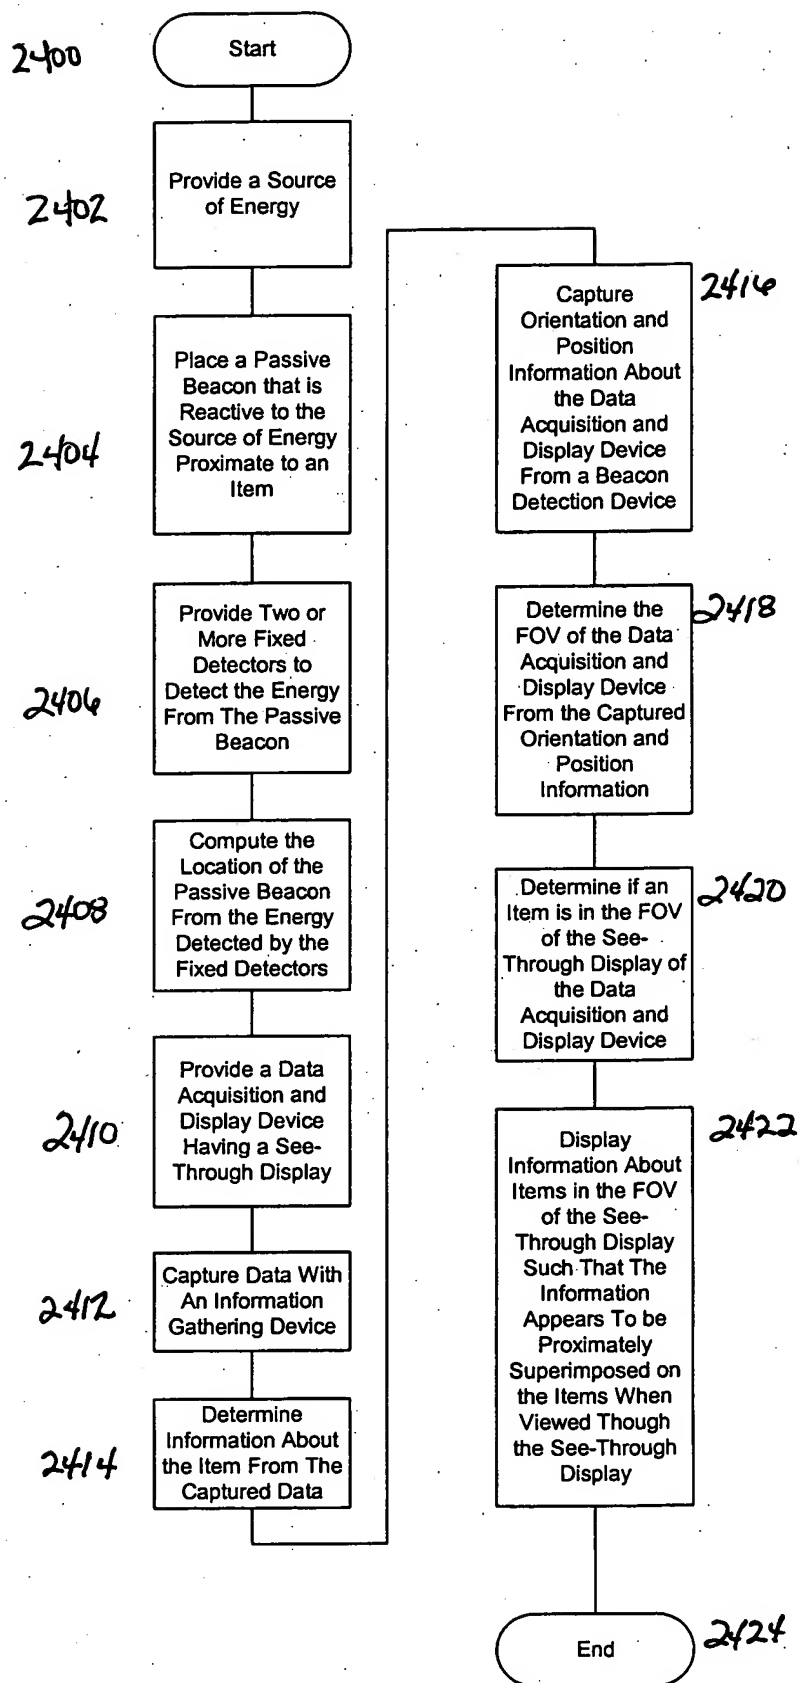 2400
Start
2402
Provide a Source
of Energy
2404
Place a Passive
Beacon that is
Reactive to the
Source of Energy
Proximate to an
Item
2406
Provide Two or
More Fixed
Detectors to
Detect the Energy
From The Passive
Beacon
2408
Compute the
Location of the
Passive Beacon
From the Energy
Detected by the
Fixed Detectors
2410
Provide a Data
Acquisition and
Display Device
Having a See-
Through Display
2412
Capture Data With
An Information
Gathering Device
2414
Determine
Information About
the Item From The
Captured Data
2416
Capture
Orientation and
Position
Information About
the Data
Acquisition and
Display Device
From a Beacon
Detection Device
2418
Determine the
FOV of the Data
Acquisition and
Display Device
From the Captured
Orientation and
Position
Information
2420
Determine if an
Item is in the FOV
of the See-
Through Display of
the Data
Acquisition and
Display Device
2422
Display
Information About
Items in the FOV
of the See-
Through Display
Such That The
Information
Appears To be
Proximately
Superimposed on
the Items When
Viewed Though
the See-Through
Display
End
2424